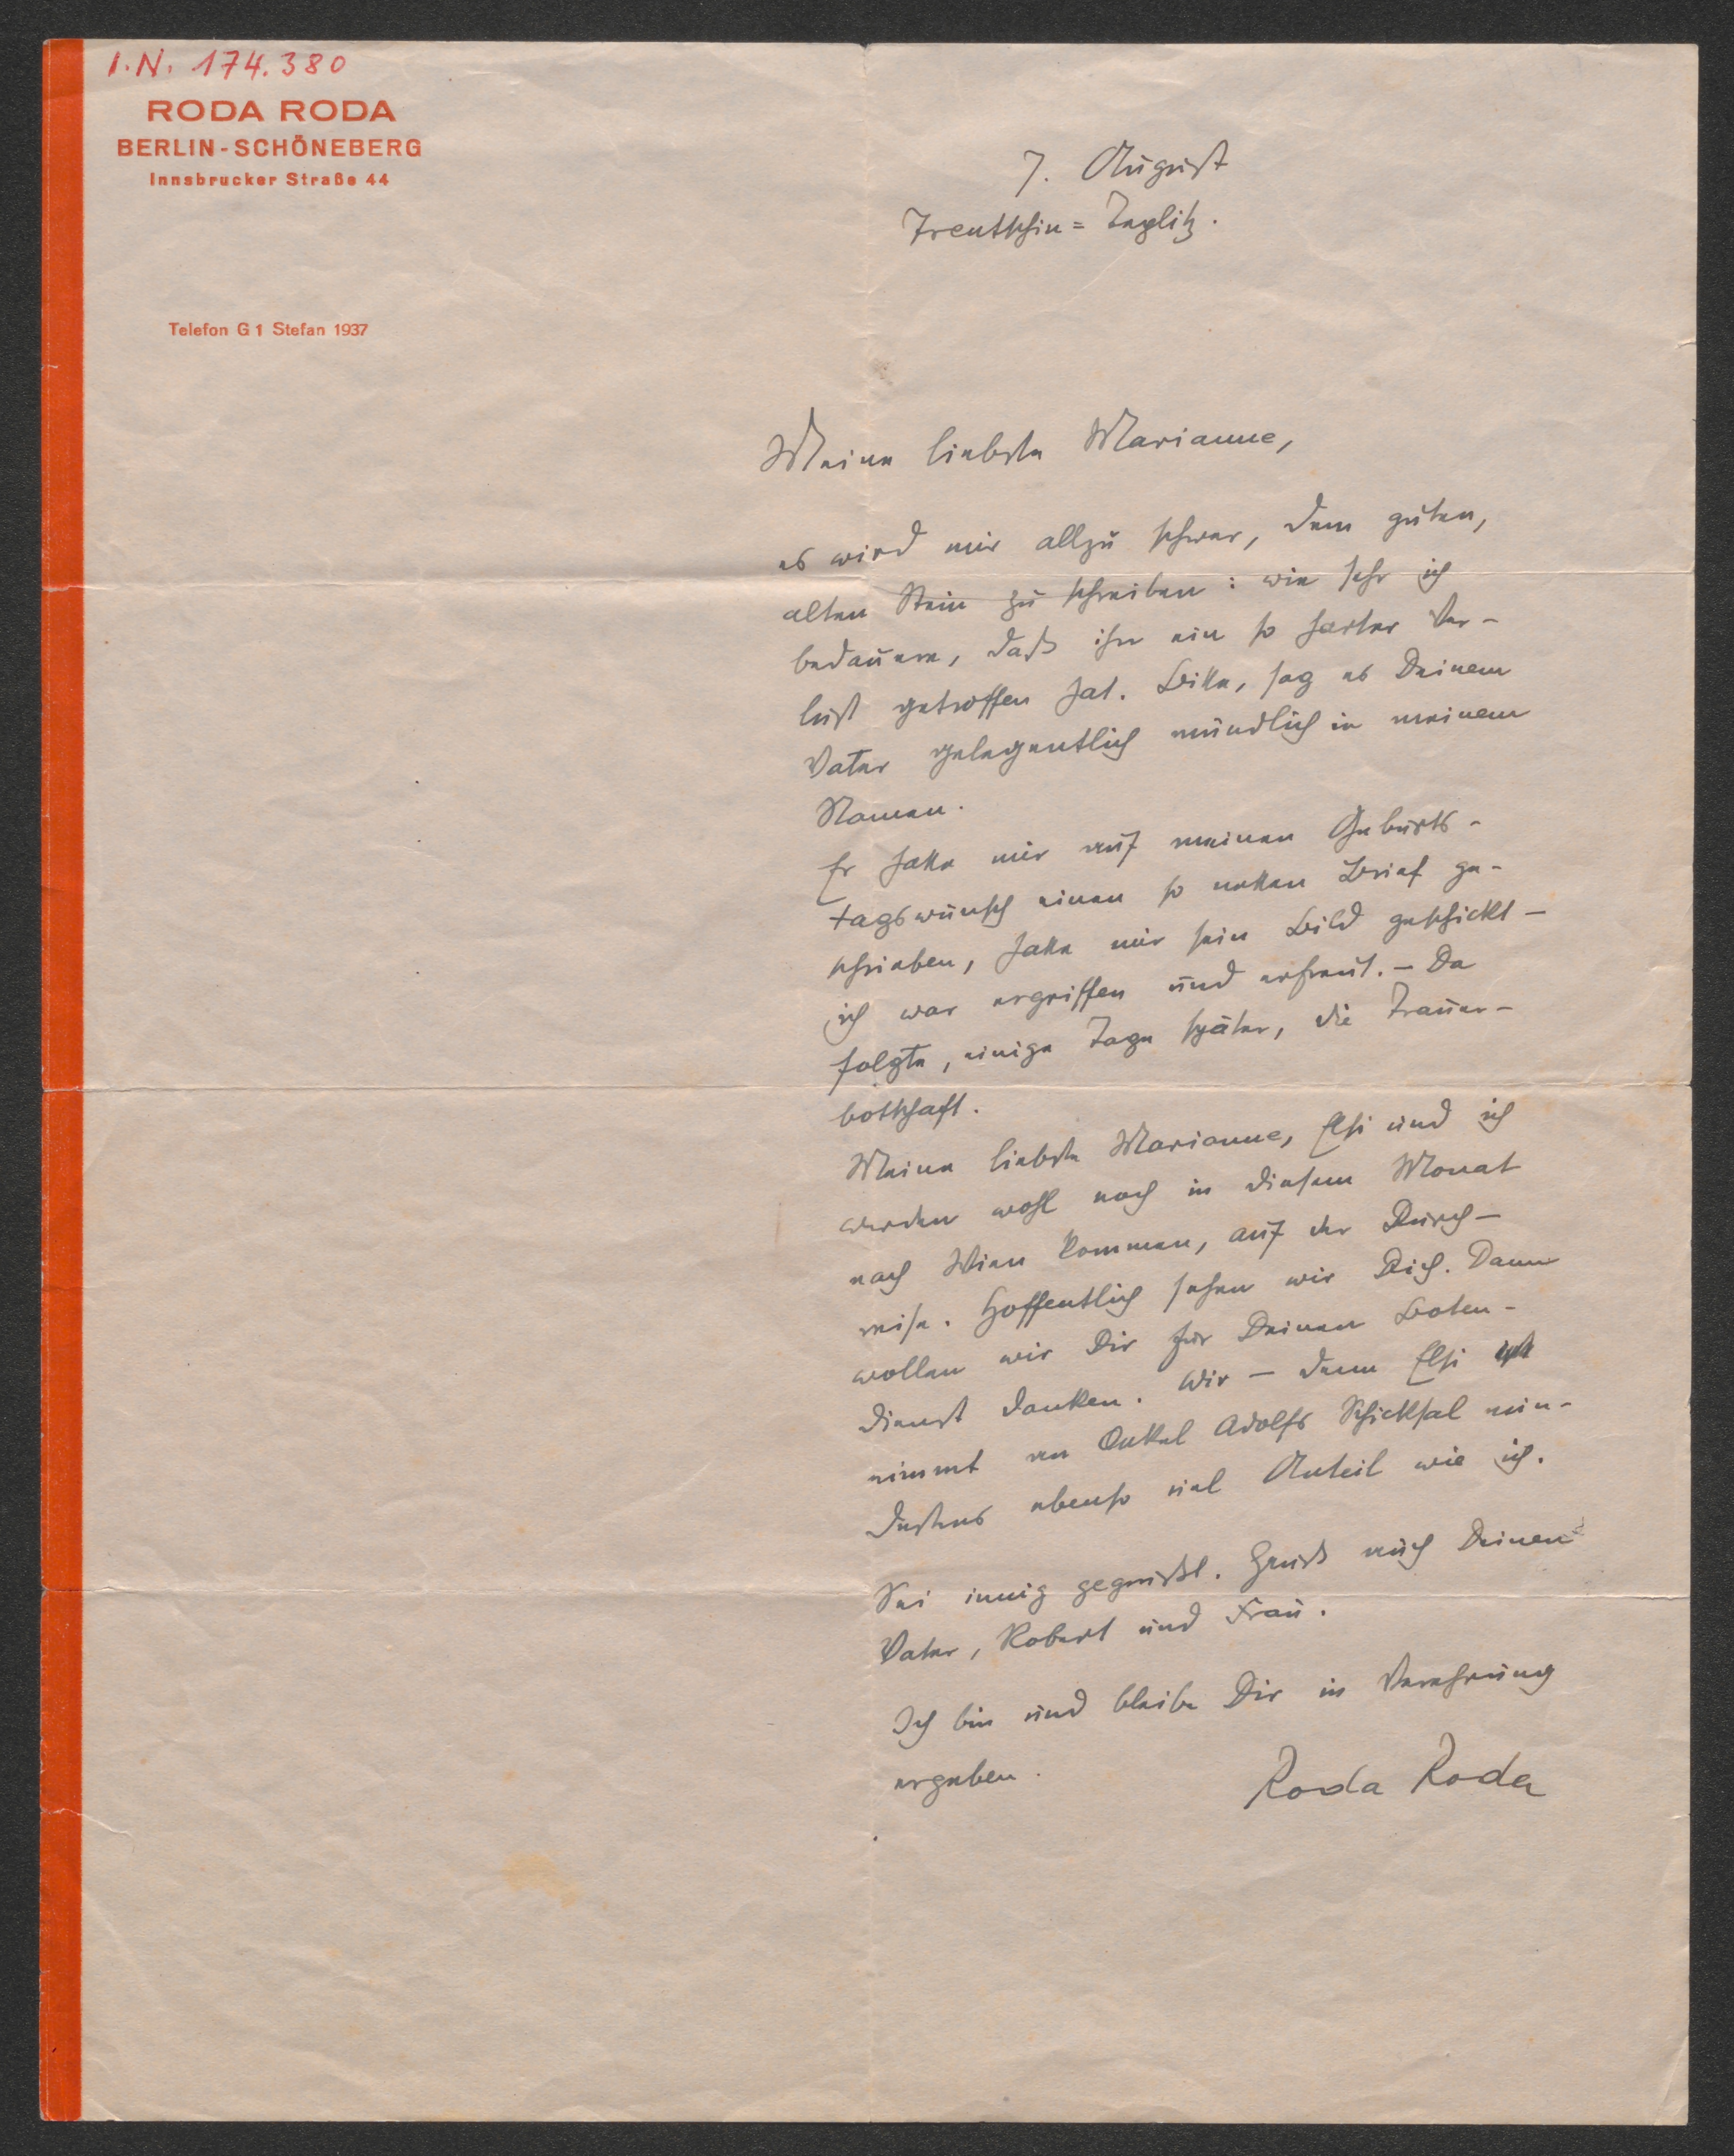 I.N. 174.380
RODA RODA
BERLIN-SCHÖNEBERG
Innsbrucker Straße 44
7. August
Trentschin=Teplitz.
Telefon G1 Stefan 1937
Meine liebste Marianne,
es wird mir allzu schwer, dem guten,
alten Stein zu schreiben: wie sehr ich
bedauere, daß ihn ein so harter Ver-
lust getroffen hat. Bitte, sag es Deinem
Vater gelegentlich mündlich in meinem
Namen.
Er hatte mir auf meinen Geburts-
tagswunsch einen so netten Brief ge-
schrieben, hatte mir sein Bild geschickt –
ich war ergriffen und erfreut. – Da
folgte, einige Tage später, die Trauer-
botschaft.
Meine liebste Marianne, Elsi und ich
werden wohl noch in diesem Monat
nach Wien kommen, auf der Durch-
reise. Hoffentlich sehen wir Dich. Dann
wollen wir Dir für Deinen Boten-
dienst danken. Wir – denn Elsi
nimmt an Onkel Adolfs Schicksal min-
destens ebenso viel Anteil wie ich.
Sei innig gegrüßt. Grüß auch Deinen
Vater, Robert und Frau.
Ich bin und bleibe Dir in Verehrung
ergeben.
Roda Roda